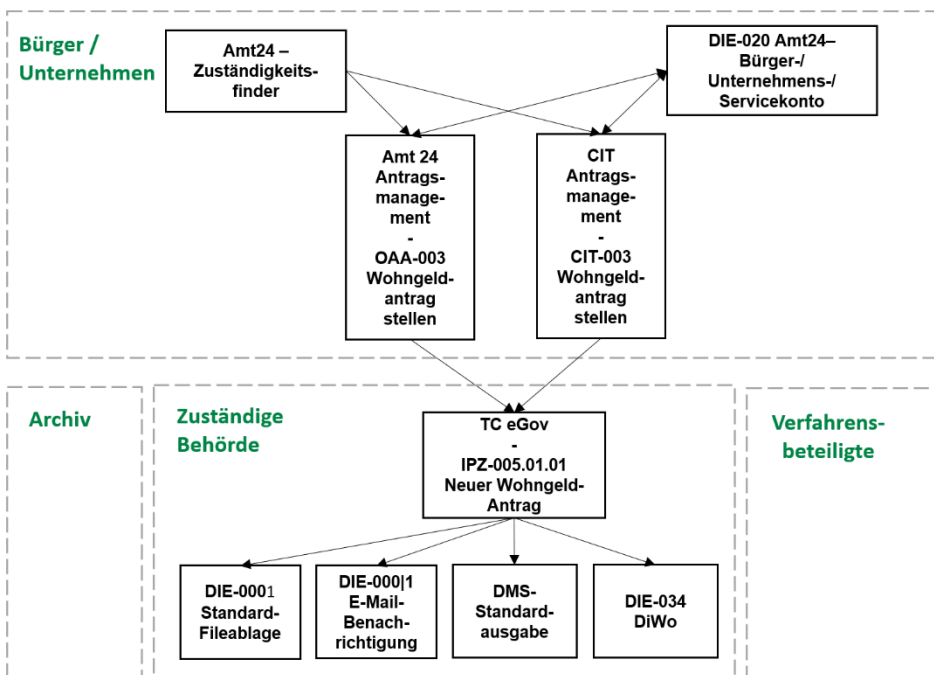 Bürger /
Unternehmen
Amt24 –
Zuständigkeits-
finder
DIE-020 Amt24–
Bürger-/
Unternehmens-/
Servicekonto
Amt 24
Antrags-
manage-
ment
-
OAA-003
Wohngeld-
antrag
stellen
CIT
Antrags-
manage-
ment
-
CIT-003
Wohngeld-
antrag
stellen
Archiv
Zuständige
Behörde
TC eGov
-
IPZ-005.01.01
Neuer Wohngeld-
Antrag
Verfahrens-
beteiligte
DIE-0001
Standard-
Fileablage
DIE-000|1
E-Mail-
Benach-
richtigung
DMS-
Standard-
ausgabe
DIE-034
DiWo